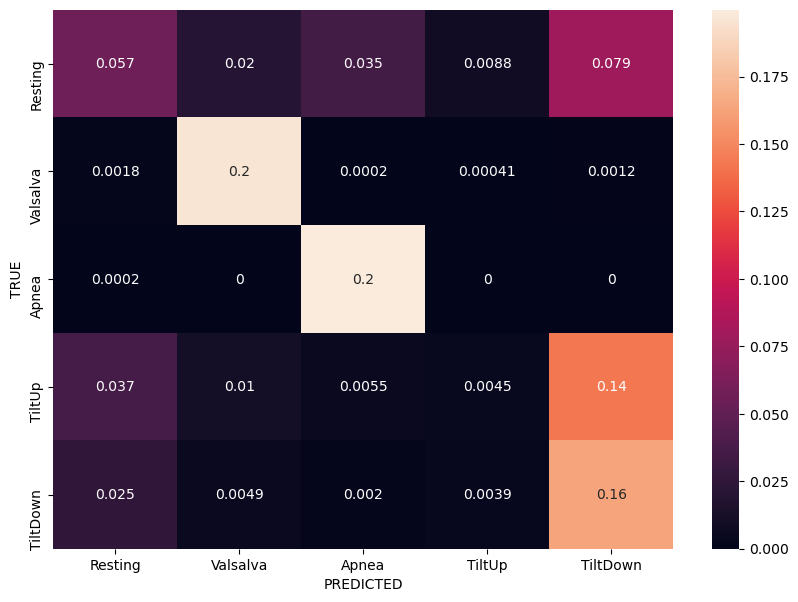 Resting 0.057 0.02 0.035 0.0088 0.079
Valsalva 0.0018 0.2 0.0002 0.00041 0.0012
Apnea 0.0002 0 0.2 0 0
TiltUp 0.037 0.01 0.0055 0.0045 0.14
TiltDown 0.025 0.0049 0.002 0.0039 0.16
TRUE
Resting Valsalva Apnea TiltUp TiltDown
PREDICTED
0.175
0.150
0.125
0.100
0.075
0.050
0.025
0.000